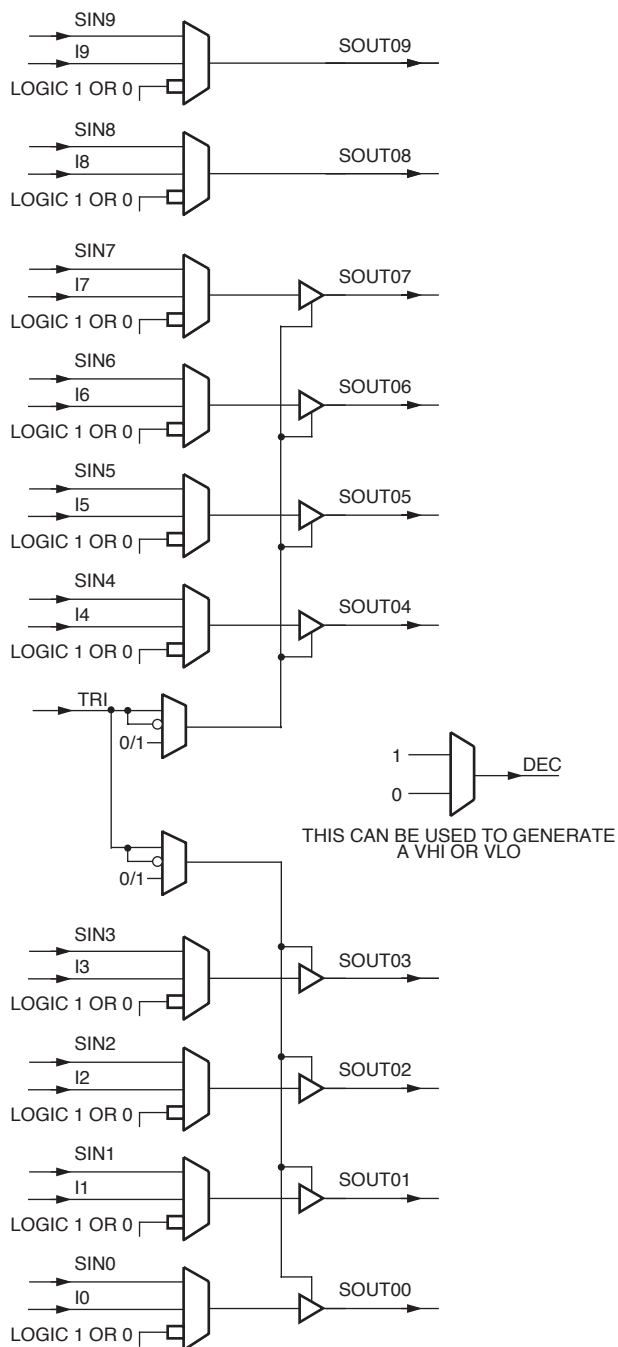 SIN9
I9
SOUT09
LOGIC 1 OR 0
SIN8
I8
SOUT08
LOGIC 1 OR 0
SIN7
I7
SOUT07
LOGIC 1 OR 0
SIN6
I6
SOUT06
LOGIC 1 OR 0
SIN5
I5
SOUT05
LOGIC 1 OR 0
SIN4
I4
SOUT04
LOGIC 1 OR 0
TRI
0/1
1
DEC
0
THIS CAN BE USED TO GENERATE
A VHI OR VLO
0/1
SIN3
I3
SOUT03
LOGIC 1 OR 0
SIN2
I2
SOUT02
LOGIC 1 OR 0
SIN1
I1
SOUT01
LOGIC 1 OR 0
SIN0
I0
SOUT00
LOGIC 1 OR 0